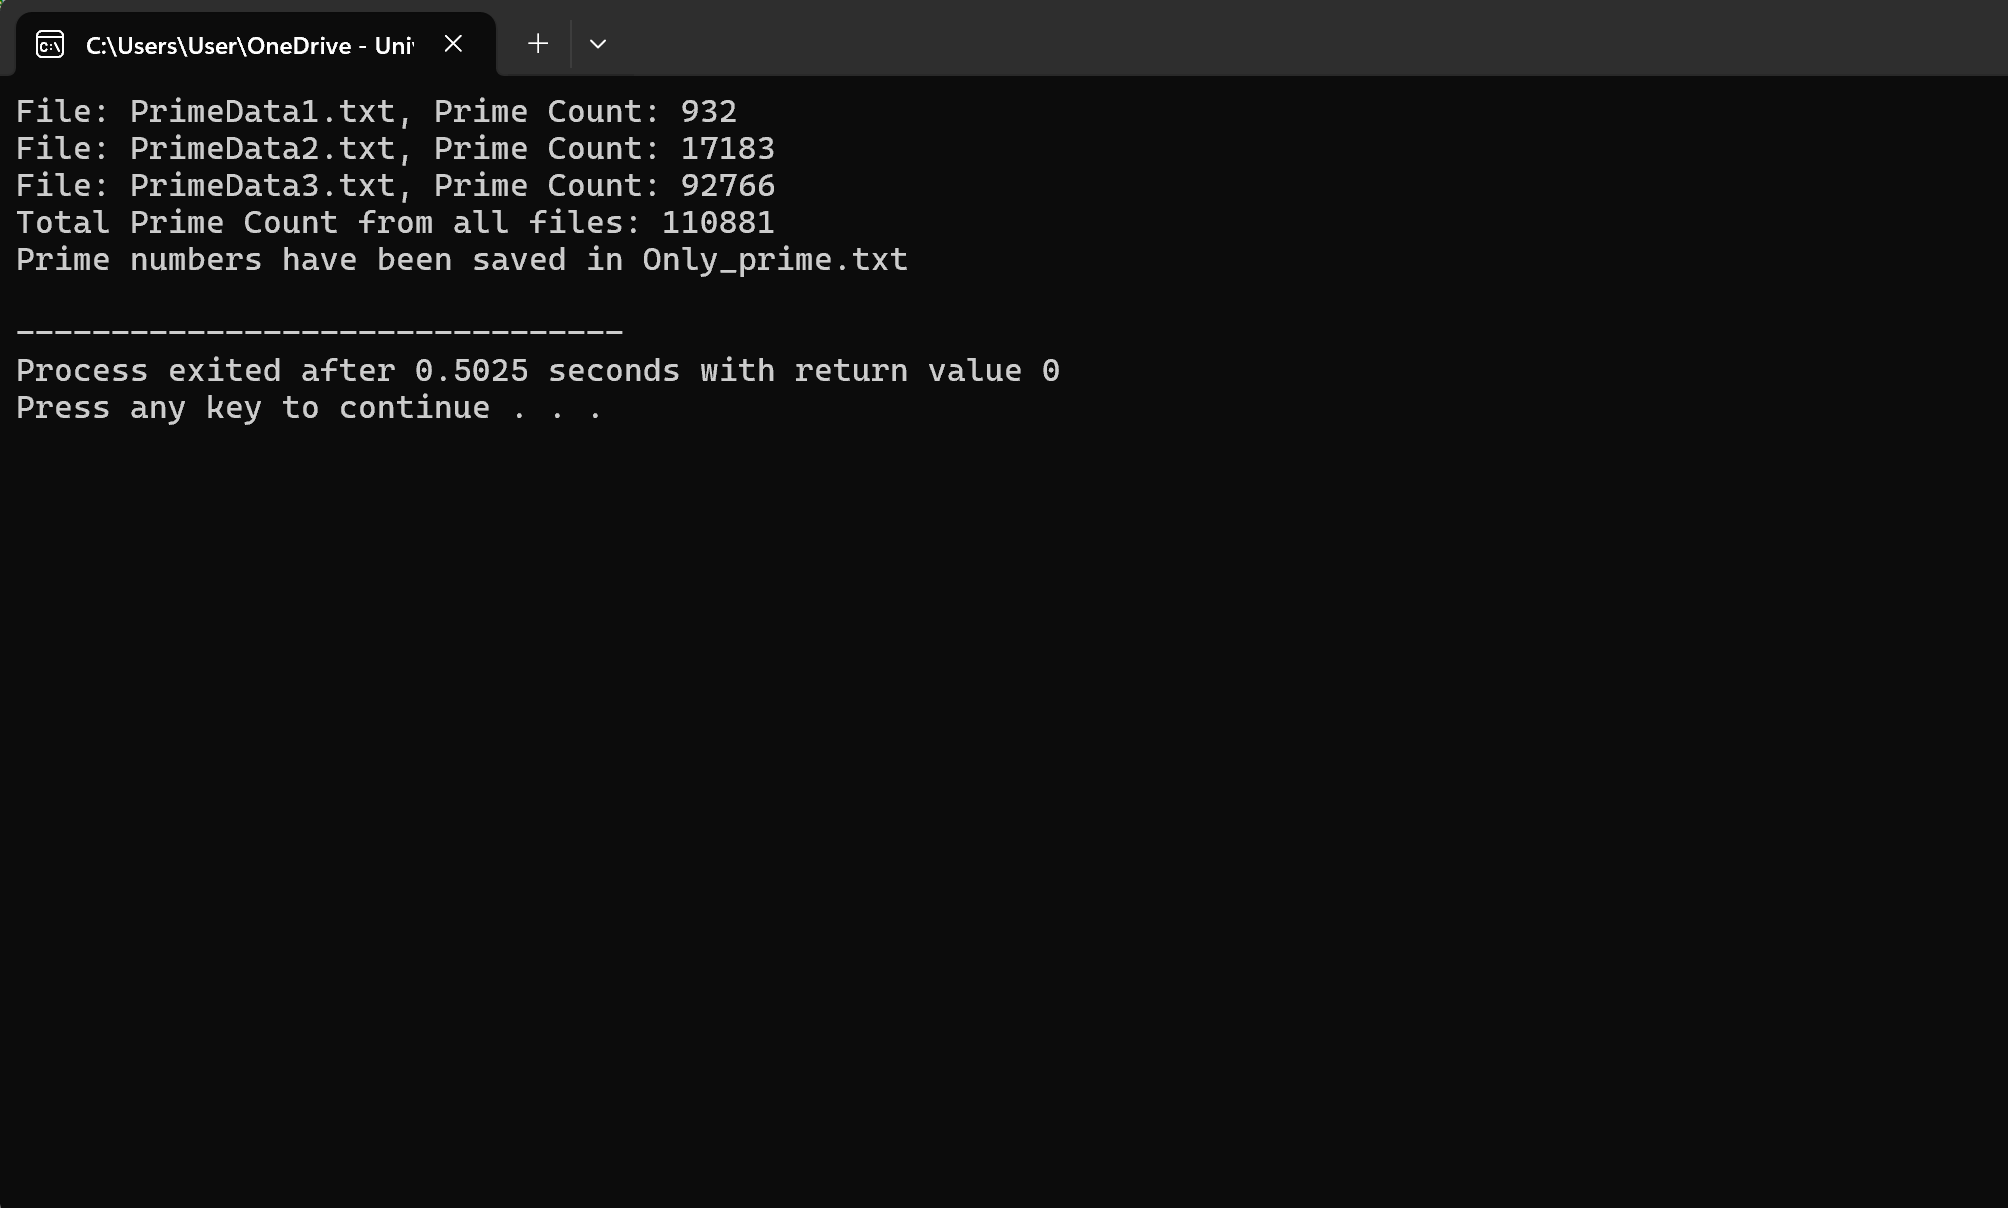 C:\Users\User\OneDrive - Uni
File: PrimeData1.txt, Prime Count: 932
File: PrimeData2.txt, Prime Count: 17183
File: PrimeData3.txt, Prime Count: 92766
Total Prime Count from all files: 110881
Prime numbers have been saved in Only_prime.txt
--------------------------------
Process exited after 0.5025 seconds with return value 0
Press any key to continue . . .